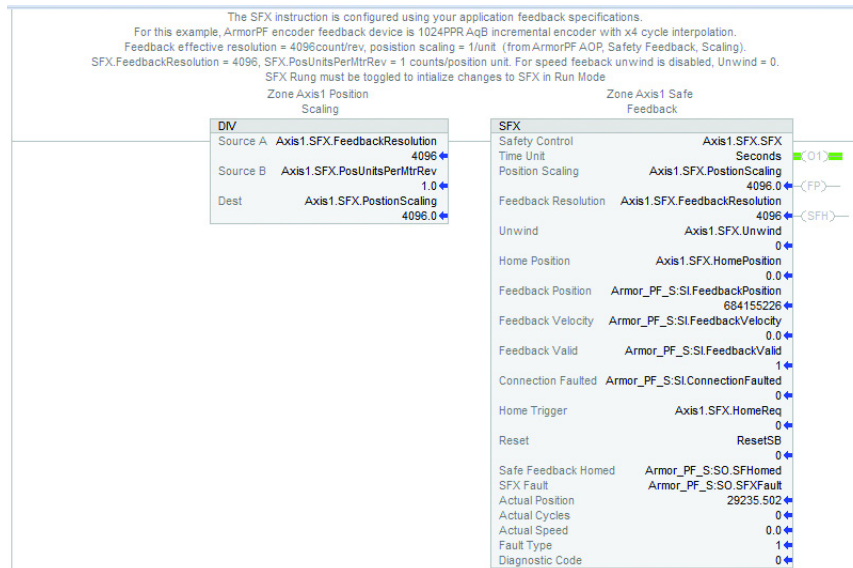 The SFX instruction is configured using your application feedback specifications.
For this example, ArmorPF encoder feedback device is 1024PPR AqB incremental encoder with x4 cycle interpolation.
Feedback effective resolution = 4096count/rev, posistion scaling = 1/unit (from ArmorPF AOP, Safety Feedback, Scaling).
SFX.FeedbackResolution = 4096, SFX.PosUnitsPerMtrRev = 1 counts/position unit. For speed feeback unwind is disabled, Unwind = 0.
SFX Rung must be toggled to intialize changes to SFX in Run Mode
Zone Axis1 Position
Scaling
DIV
Source A Axis1.SFX.FeedbackResolution
4096
Source B Axis1.SFX.PosUnitsPerMtrRev
1.0
Dest Axis1.SFX.PostionScaling
4096.0
Zone Axis1 Safe
Feedback
SFX
Safety Control Axis1.SFX.SFX
Time Unit Seconds (O1)
Position Scaling Axis1.SFX.PostionScaling
4096.0 (FP)
Feedback Resolution Axis1.SFX.FeedbackResolution
4096 (SFH)
Unwind Axis1.SFX.Unwind
0
Home Position Axis1.SFX.HomePosition
0.0
Feedback Position Armor_PF_S:SI.FeedbackPosition
684155226
Feedback Velocity Armor_PF_S:SI.FeedbackVelocity
0.0
Feedback Valid Armor_PF_S:SI.FeedbackValid
1
Connection Faulted Armor_PF_S:SI.ConnectionFaulted
0
Home Trigger Axis1.SFX.HomeReq
0
Reset ResetSB
0
Safe Feedback Homed Armor_PF_S:SO.SFHomed
SFX Fault Armor_PF_S:SO.SFXFault
Actual Position 29235.502
Actual Cycles 0
Actual Speed 0.0
Fault Type 1
Diagnostic Code 0